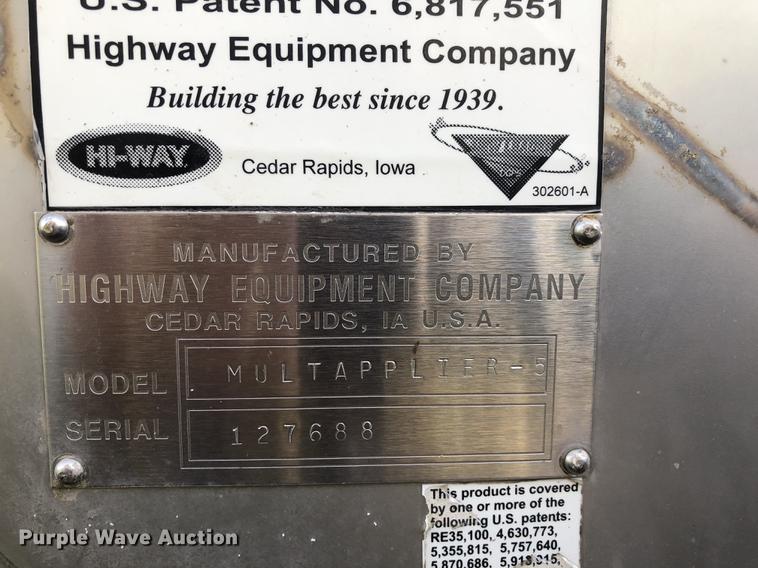 U.S. Patent No. 6,817,551
Highway Equipment Company
Building the best since 1939.
HI-WAY
Cedar Rapids, Iowa
302601-A
MANUFACTURED BY
HIGHWAY EQUIPMENT COMPANY
CEDAR RAPIDS, IA U.S.A.
MODEL MULTAPPLIER-5
SERIAL 127688
This product is covered
by one or more of the
following U.S. patents:
RE35,100, 4,630,773,
5,355,815, 5,757,640,
5,870,686,
Purple Wave Auction